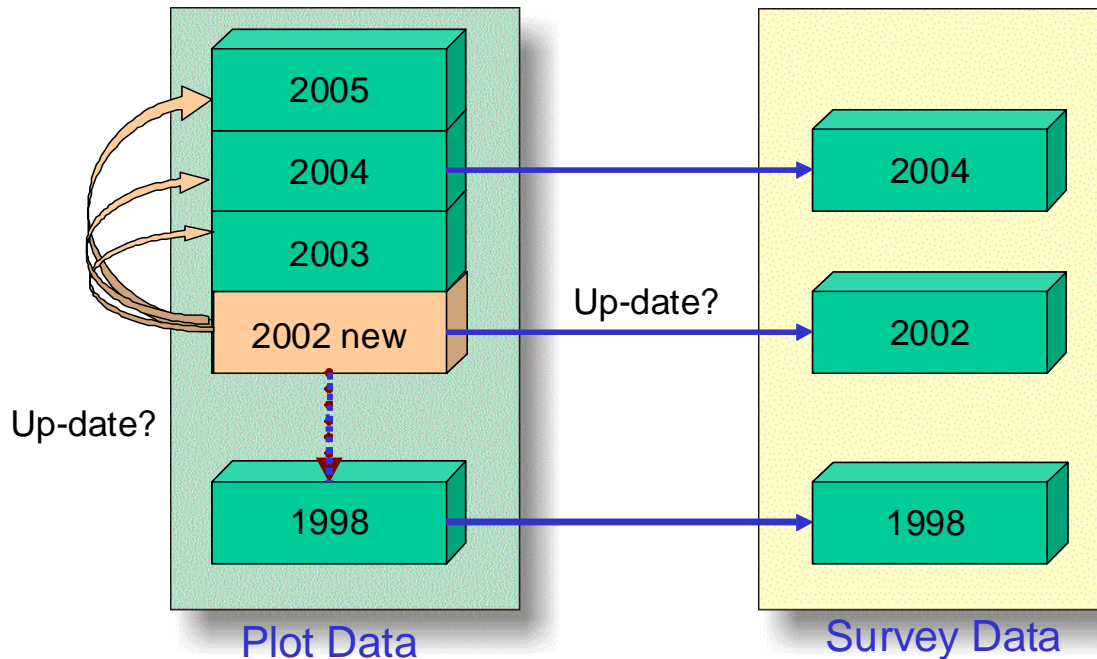 2005
2004
2003
2002 new
Up-date?
1998
Plot Data
Up-date?
2004
2002
1998
Survey Data